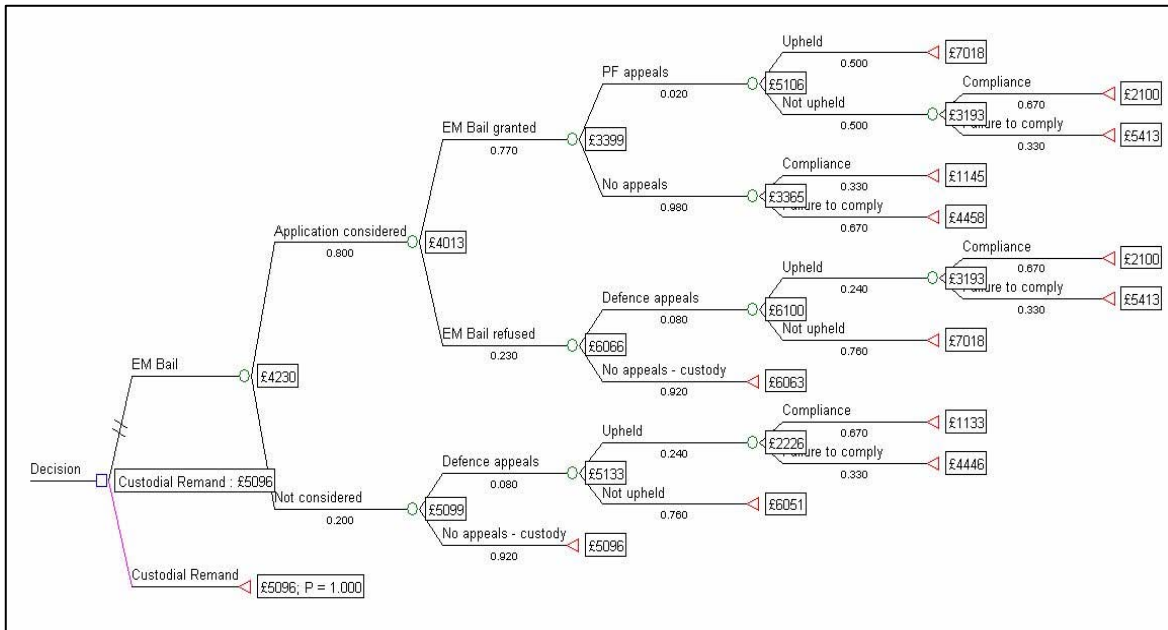 Upheld
0.500
£7018
PF appeals
0.020
£5106
Compliance
0.670
£2100
Not upheld
0.500
£3193
Failure to comply
0.330
£5413
EM Bail granted
0.770
£3399
Compliance
0.330
£1145
No appeals
0.980
£3365
Failure to comply
0.670
£4458
Application considered
0.800
£4013
Compliance
0.670
£2100
Upheld
0.240
£3193
Failure to comply
0.330
£5413
Defence appeals
0.080
£6100
Not upheld
0.760
£7018
EM Bail refused
0.230
£6066
No appeals - custody
0.920
£6063
EM Bail
£4230
Compliance
0.670
£1133
Upheld
0.240
£2226
Failure to comply
0.330
£4446
Defence appeals
0.080
£5133
Not upheld
0.760
£6051
Decision
Custodial Remand : £5096
Not considered
0.200
£5099
No appeals - custody
0.920
£5096
Custodial Remand
£5096; P = 1.000